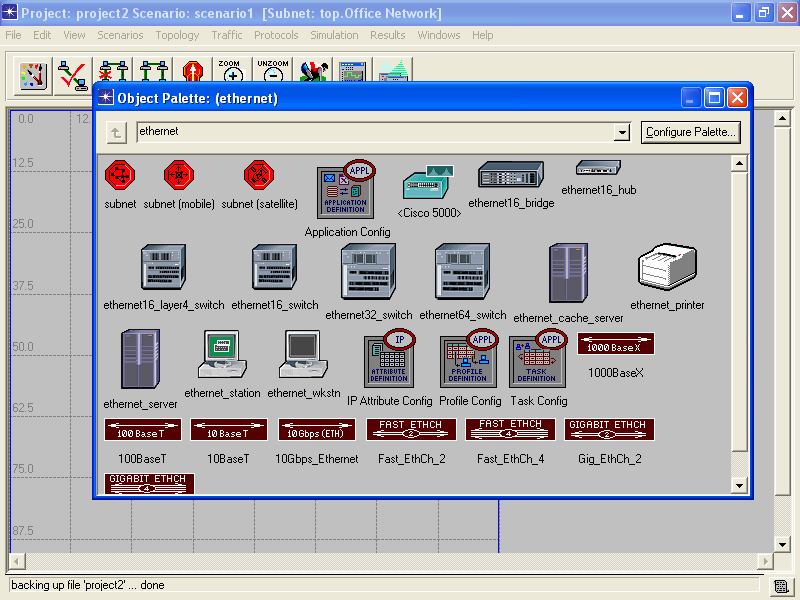 Project: project2 Scenario: scenario1 [Subnet: top.Office Network]
File Edit View Scenarios Topology Traffic Protocols Simulation Results Windows Help
ZOOM UNZOOM
Object Palette: (ethernet)
ethernet
Configure Palette...
0.0 12
12.5
25.0
37.5
50.0
62.5
75.0
87.5
APPL
APPLICATION
DEFINITION
subnet subnet (mobile) subnet (satellite) Application Config <Cisco 5000> ethernet16_bridge ethernet16_hub
ethernet16_layer4_switch ethernet16_switch ethernet32_switch ethernet64_switch ethernet_cache_server ethernet_printer
IP
ATTRIBUTE
DEFINITION
APPL
PROFILE
DEFINITION
APPL
TASK
DEFINITION
1000BaseX
ethernet_server ethernet_station ethernet_wkstn IP Attribute Config Profile Config Task Config 1000BaseX
100BaseT 10BaseT 10Gbps(ETH) FAST ETHCH 2 FAST ETHCH 4 GIGABIT ETHCH 2
100BaseT 10BaseT 10Gbps_Ethernet Fast_EthCh_2 Fast_EthCh_4 Gig_EthCh_2
GIGABIT ETHCH
4
backing up file 'project2' ... done